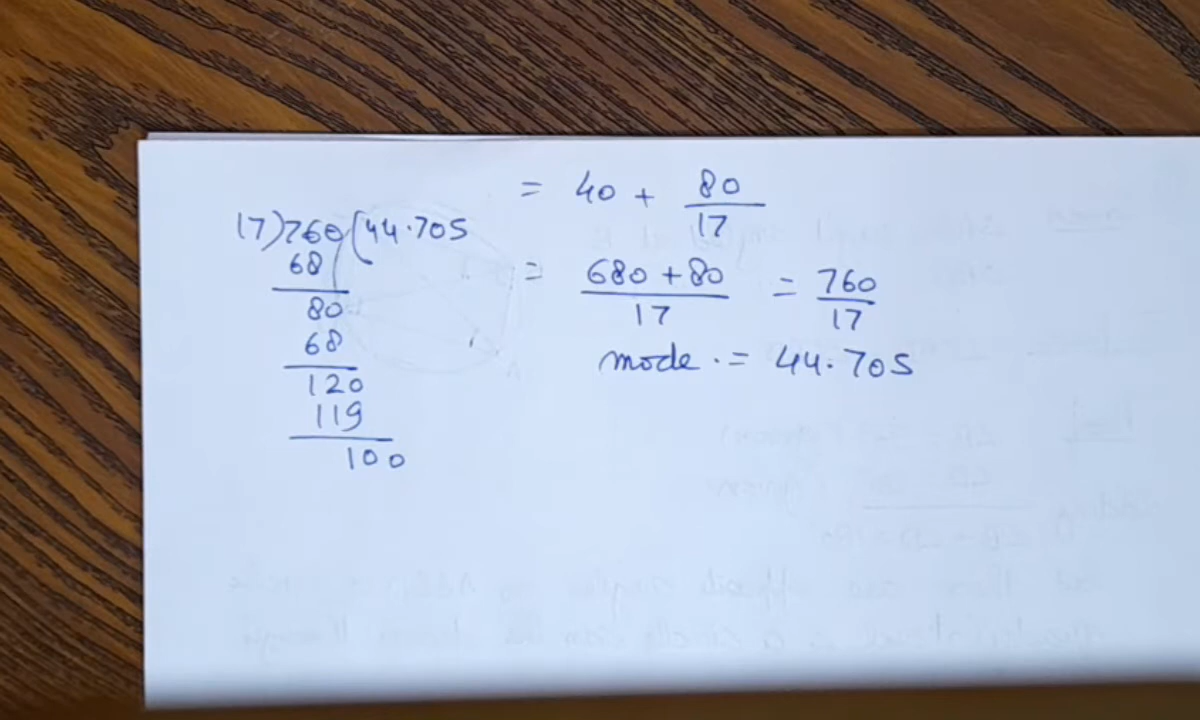 = 40 + 80/17
17)760(44.705
68
80
68
120
119
100
= 680 + 80/17 = 760/17
mode . = 44.705